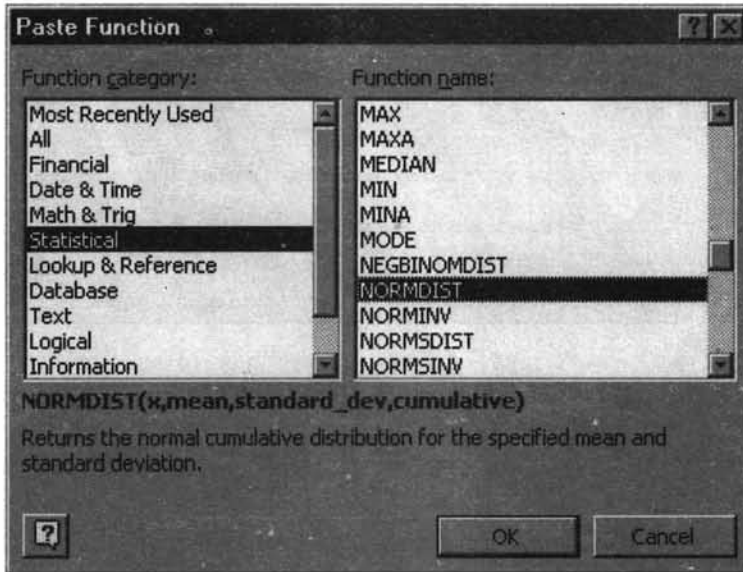 Paste Function
Function category:
Function name:
Most Recently Used
All
Financial
Date & Time
Math & Trig
Statistical
Lookup & Reference
Database
Text
Logical
Information
MAX
MAXA
MEDIAN
MIN
MINA
MODE
NEGBINOMDIST
NORMDIST
NORMINV
NORMSDIST
NORMSINV
NORMDIST(x,mean,standard_dev,cumulative)
Returns the normal cumulative distribution for the specified mean and
standard deviation.
OK
Cancel